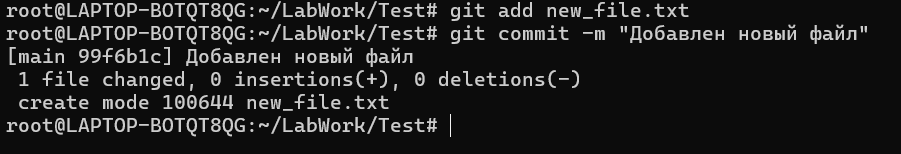 root@LAPTOP-BOTQT8QG:~/LabWork/Test# git add new_file.txt
root@LAPTOP-BOTQT8QG:~/LabWork/Test# git commit -m "Добавлен новый файл"
[main 99f6b1c] Добавлен новый файл
 1 file changed, 0 insertions(+), 0 deletions(-)
 create mode 100644 new_file.txt
root@LAPTOP-BOTQT8QG:~/LabWork/Test#